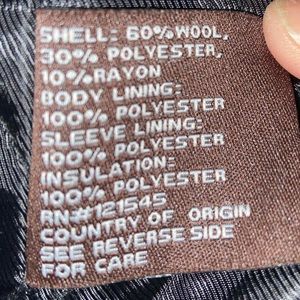 SHELL: 60% WOOL,
30% POLYESTER,
10% RAYON
BODY LINING:
100% POLYESTER
SLEEVE LINING:
100% POLYESTER
INSULATION:
100% POLYESTER
RN#121545
COUNTRY OF ORIGIN
SEE REVERSE SIDE
FOR CARE